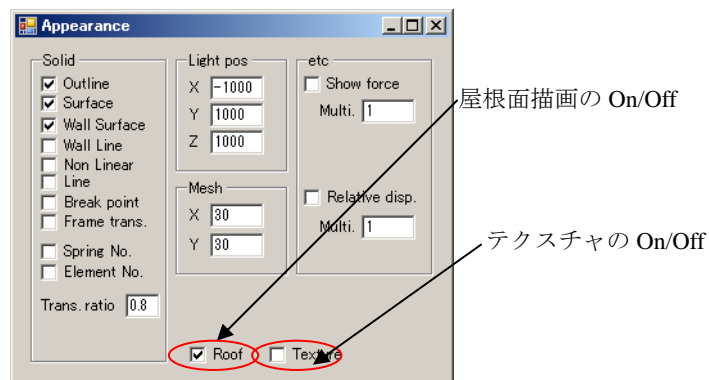 Appearance
Solid
Outline
Surface
Wall Surface
Wall Line
Non Linear
Line
Break point
Frame trans.
Spring No.
Element No.
Trans. ratio 0.8
Light pos
X -1000
Y 1000
Z 1000
Mesh
X 30
Y 30
etc
Show force
Multi. 1
Relative disp.
Multi. 1
Roof
Texture
屋根面描画の On/Off
テクスチャの On/Off